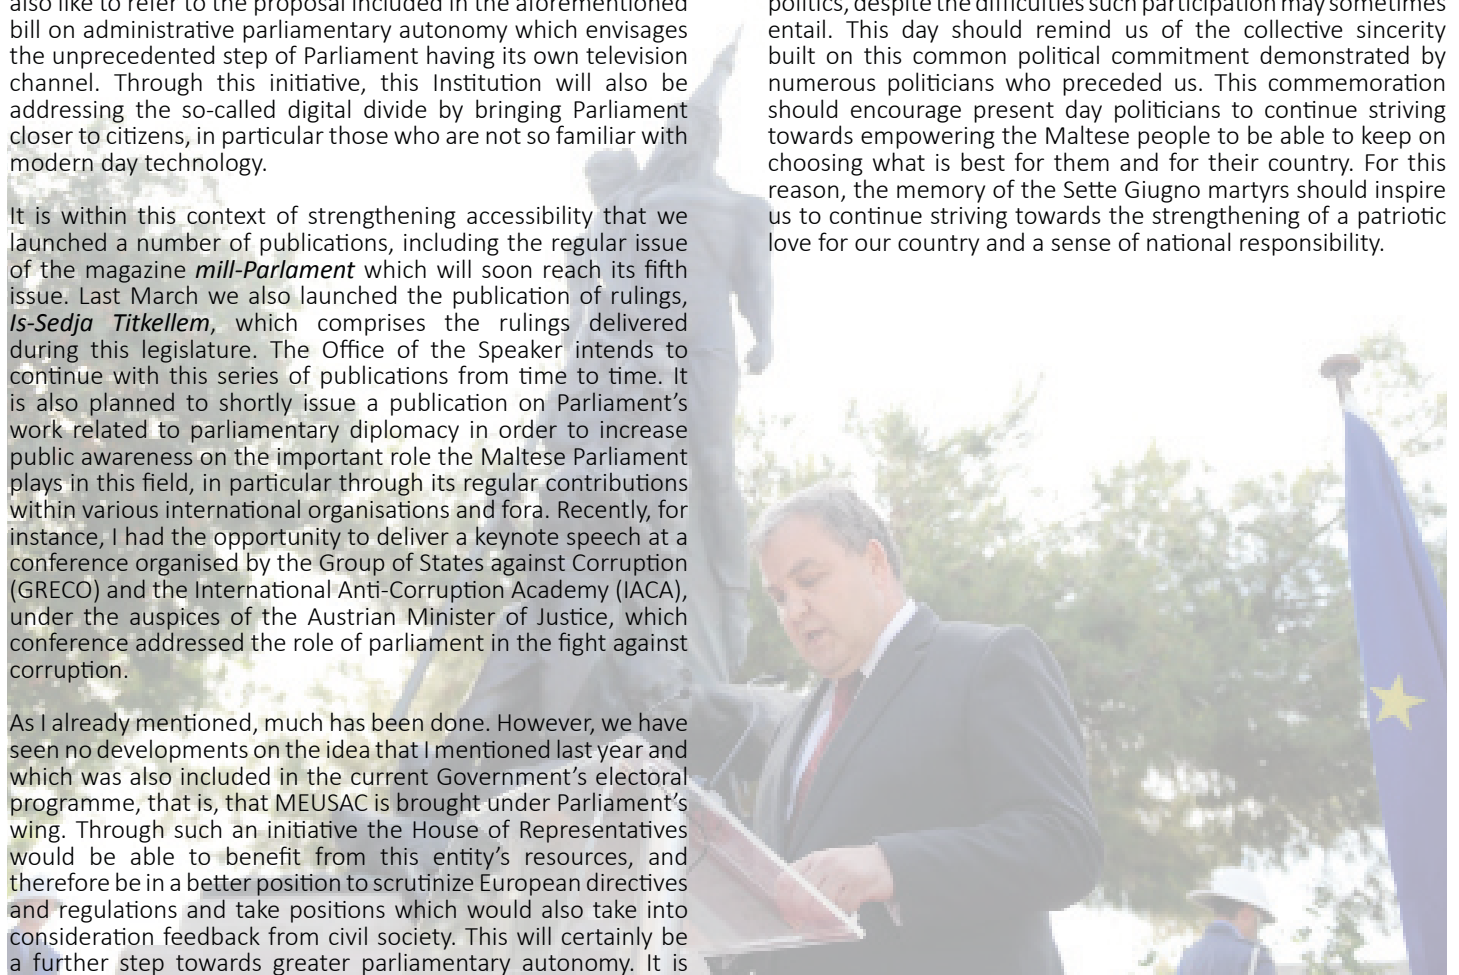 also like to refer to the proposal included in the aforementioned
bill on administrative parliamentary autonomy which envisages
the unprecedented step of Parliament having its own television
channel. Through this initiative, this Institution will also be
addressing the so-called digital divide by bringing Parliament
closer to citizens, in particular those who are not so familiar with
modern day technology.
It is within this context of strengthening accessibility that we
launched a number of publications, including the regular issue
of the magazine mill-Parlament which will soon reach its fifth
issue. Last March we also launched the publication of rulings,
Is-Sedja Titkellem, which comprises the rulings delivered
during this legislature. The Office of the Speaker intends to
continue with this series of publications from time to time. It
is also planned to shortly issue a publication on Parliament's
work related to parliamentary diplomacy in order to increase
public awareness on the important role the Maltese Parliament
plays in this field, in particular through its regular contributions
within various international organisations and fora. Recently, for
instance, I had the opportunity to deliver a keynote speech at a
conference organised by the Group of States against Corruption
(GRECO) and the International Anti-Corruption Academy (IACA),
under the auspices of the Austrian Minister of Justice, which
conference addressed the role of parliament in the fight against
corruption.
As I already mentioned, much has been done. However, we have
seen no developments on the idea that I mentioned last year and
which was also included in the current Government's electoral
programme, that is, that MEUSAC is brought under Parliament's
wing. Through such an initiative the House of Representatives
would be able to benefit from this entity's resources, and
therefore be in a better position to scrutinize European directives
and regulations and take positions which would also take into
consideration feedback from civil society. This will certainly be
a further step towards greater parliamentary autonomy. It is
politics, despite the difficulties such participation may sometimes
entail. This day should remind us of the collective sincerity
built on this common political commitment demonstrated by
numerous politicians who preceded us. This commemoration
should encourage present day politicians to continue striving
towards empowering the Maltese people to be able to keep on
choosing what is best for them and for their country. For this
reason, the memory of the Sette Giugno martyrs should inspire
us to continue striving towards the strengthening of a patriotic
love for our country and a sense of national responsibility.